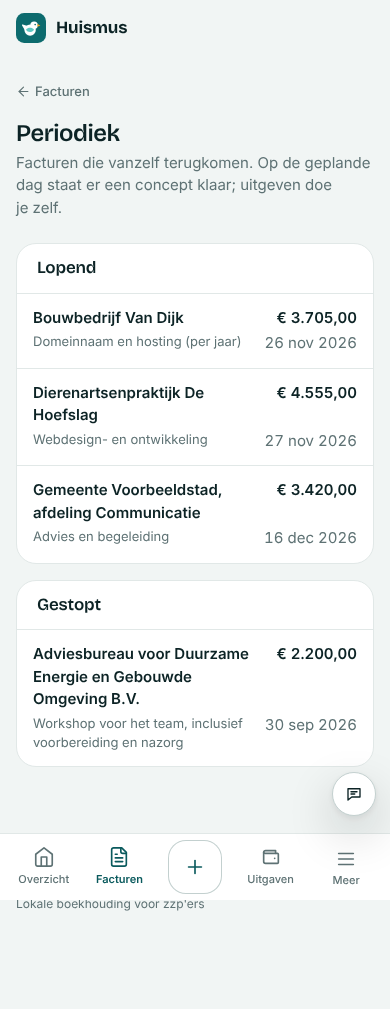 Huismus
Facturen
Periodiek
Facturen die vanzelf terugkomen. Op de geplande
dag staat er een concept klaar; uitgeven doe
je zelf.
Lopend
Bouwbedrijf Van Dijk
€ 3.705,00
Domeinnaam en hosting (per jaar)
26 nov 2026
Dierenartsenpraktijk De
Hoefslag
€ 4.555,00
Webdesign- en ontwikkeling
27 nov 2026
Gemeente Voorbeeldstad,
afdeling Communicatie
€ 3.420,00
Advies en begeleiding
16 dec 2026
Gestopt
Adviesbureau voor Duurzame
Energie en Gebouwde
Omgeving B.V.
€ 2.200,00
Workshop voor het team, inclusief
voorbereiding en nazorg
30 sep 2026
Overzicht
Facturen
Uitgaven
Meer
Lokale boekhouding voor zzp'ers